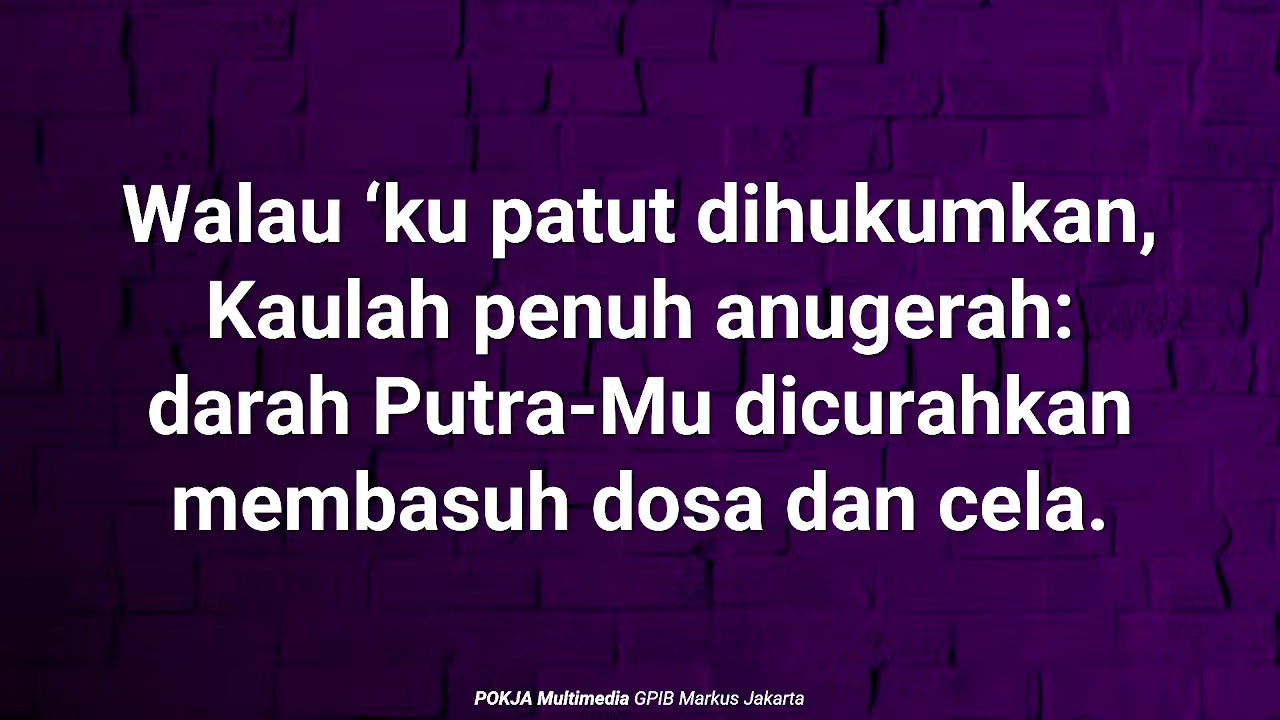 Walau ‘ku patut dihukumkan,
Kaulah penuh anugerah:
darah Putra-Mu dicurahkan
membasuh dosa dan cela.
POKJA Multimedia GPIB Markus Jakarta